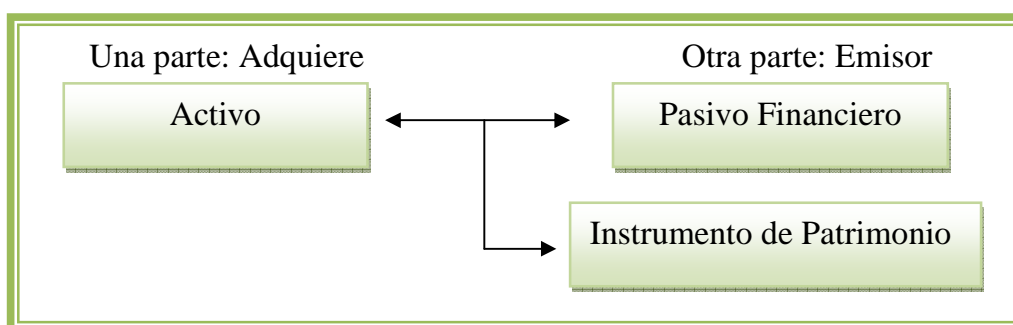 Una parte: Adquiere
Otra parte: Emisor
Activo
Pasivo Financiero
Instrumento de Patrimonio